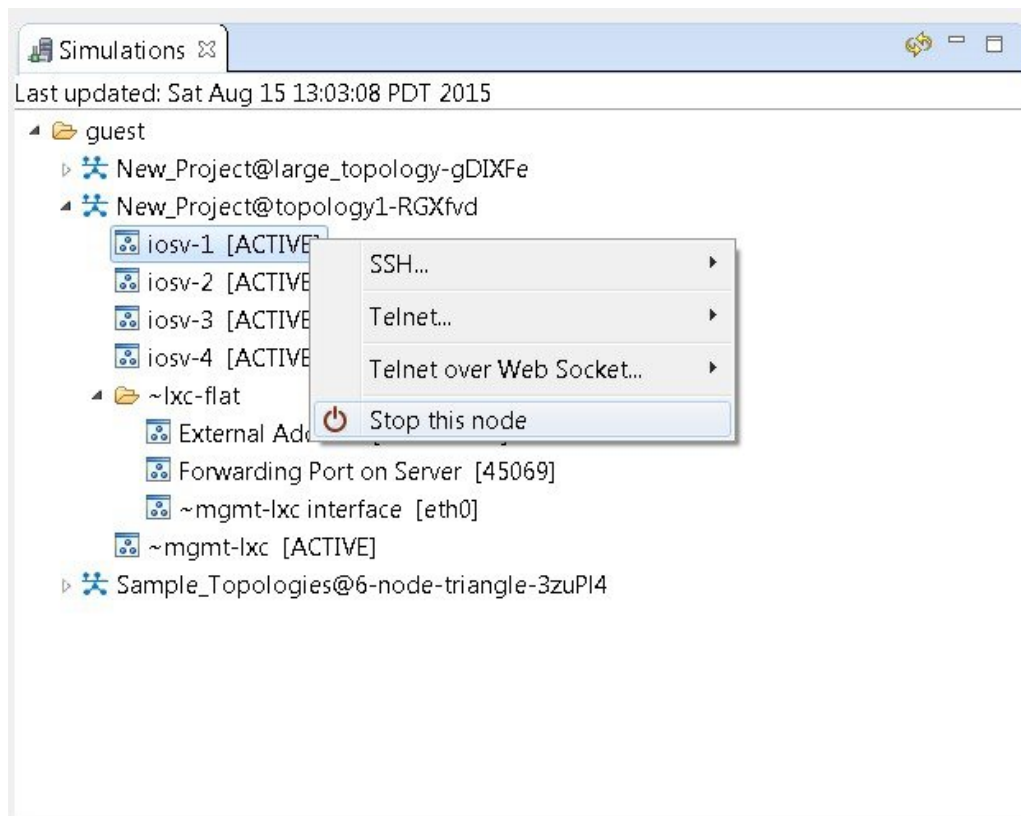 Simulations
Last updated: Sat Aug 15 13:03:08 PDT 2015
guest
New_Project@large_topology-gDIXFe
New_Project@topology1-RGXfvd
iosv-1 [ACTIVE]
SSH...
iosv-2 [ACTIVE
iosv-3 [ACTIVE
Telnet...
iosv-4 [ACTIVE
Telnet over Web Socket...
~lxc-flat
Stop this node
External Add
Forwarding Port on Server [45069]
~mgmt-lxc interface [eth0]
~mgmt-lxc [ACTIVE]
Sample_Topologies@6-node-triangle-3zuPl4